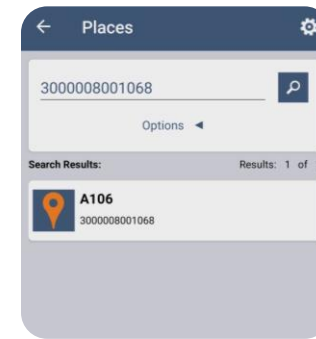 Places
3000008001068
Options
Search Results: Results: 1 of
A106
3000008001068